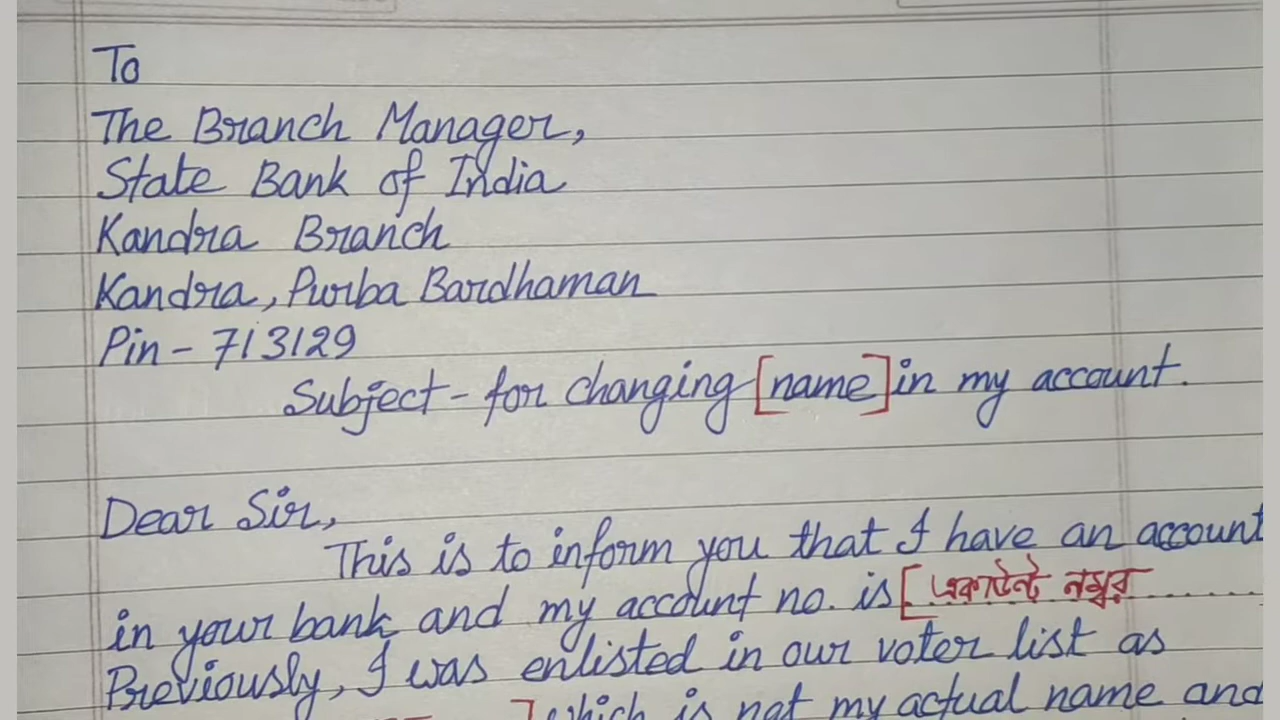 To
The Branch Manager,
State Bank of India
Kandra Branch
Kandra, Purba Bardhaman
Pin - 713129
Subject - for changing [name] in my account.
Dear Sir,
This is to inform you that I have an account
in your bank and my account no. is [ একাউন্ট নম্বর ......
Previously, I was enlisted in our voter list as
] which is not my actual name and